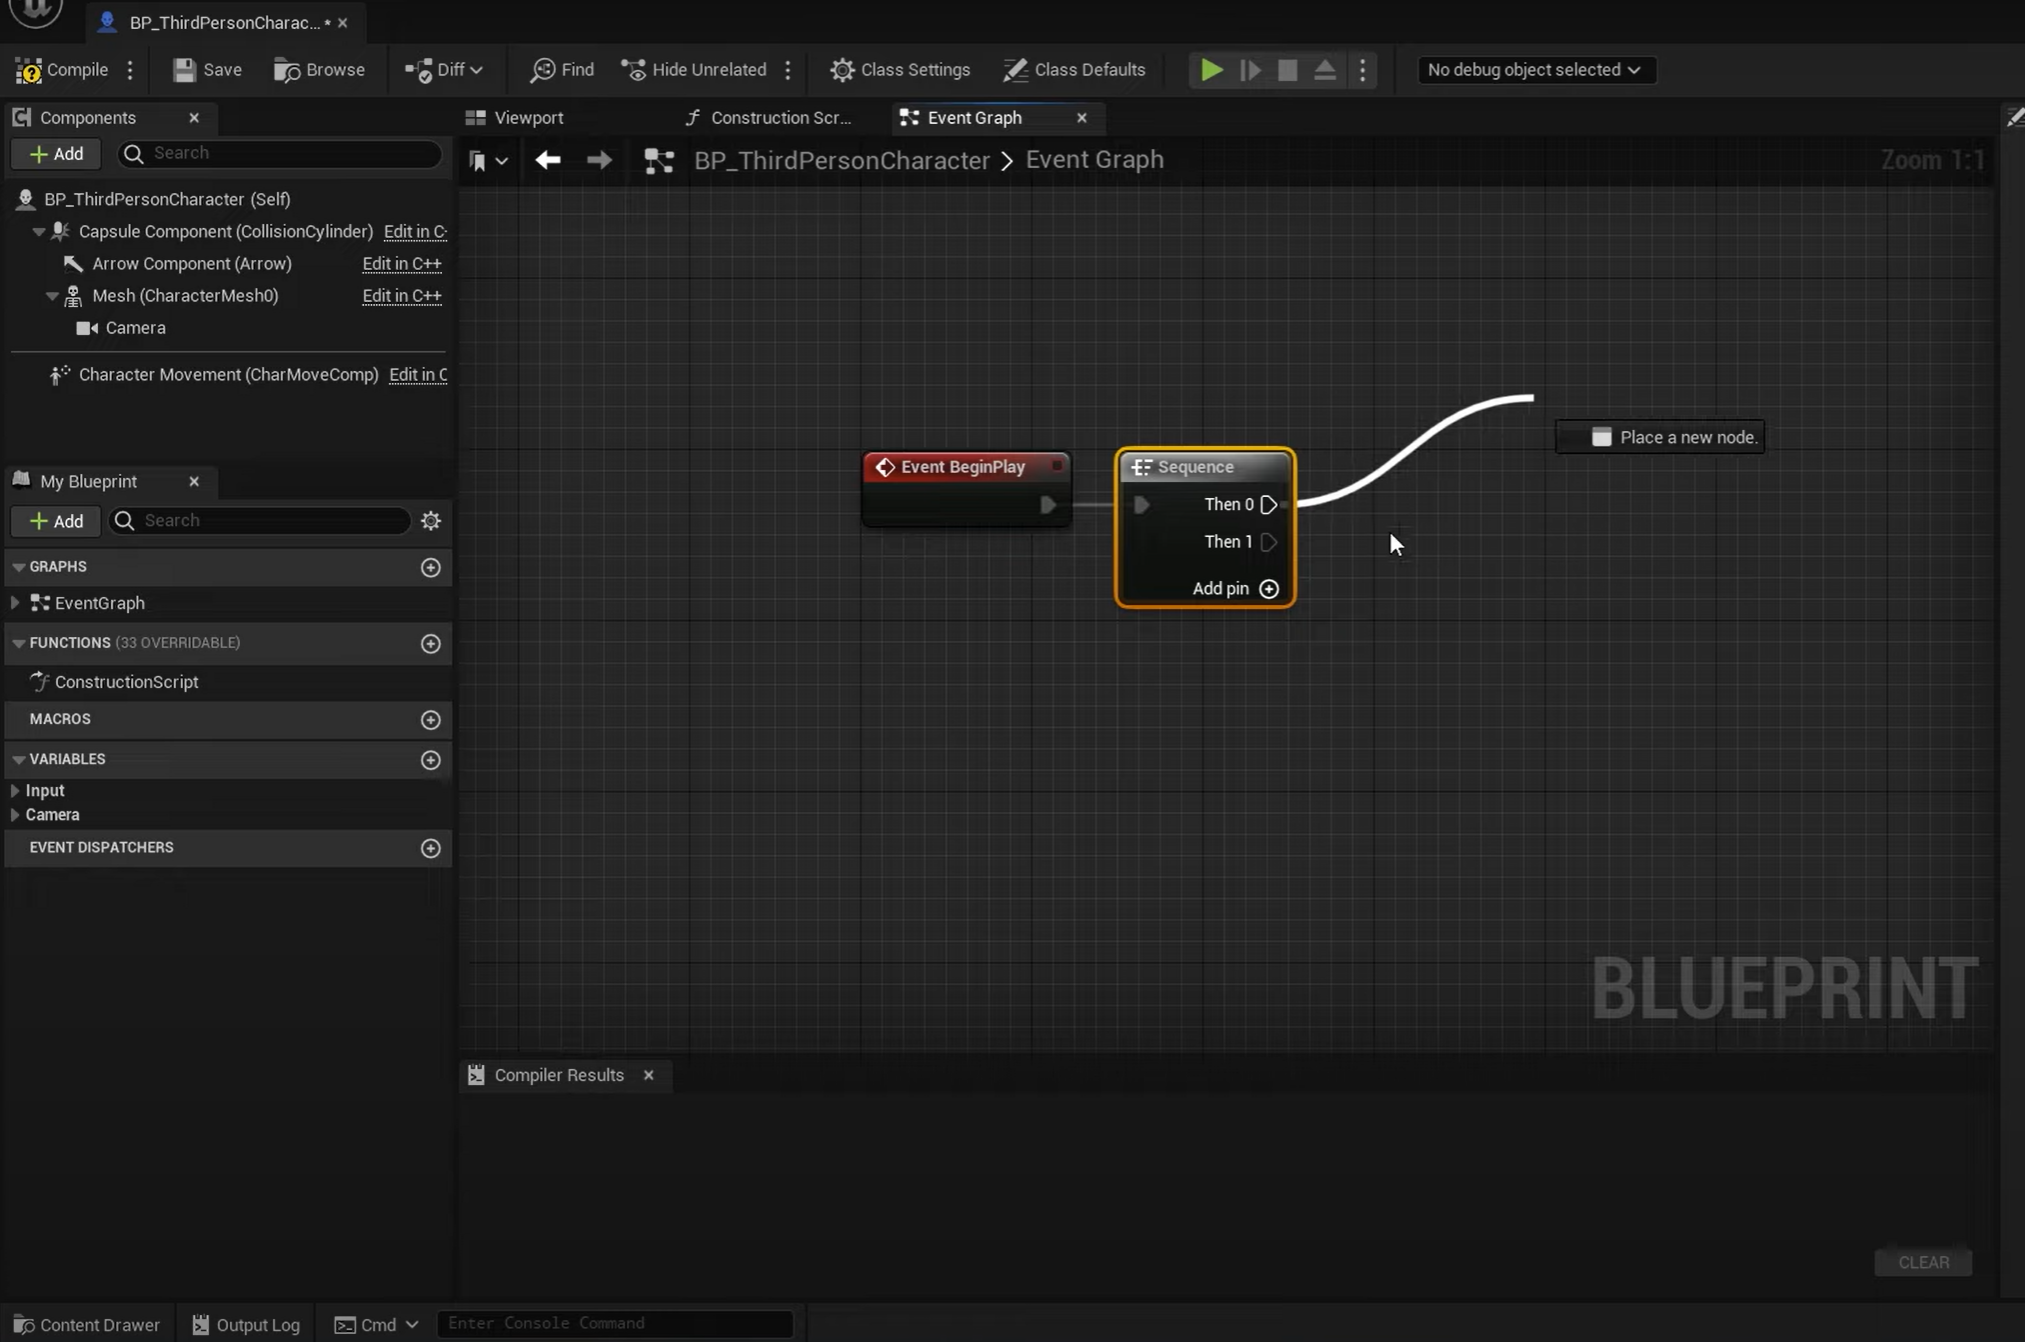 BP_ThirdPersonCharac... *
Compile
Save
Browse
Diff
Find
Hide Unrelated
Class Settings
Class Defaults
No debug object selected
Components
Add
Search
BP_ThirdPersonCharacter (Self)
Capsule Component (CollisionCylinder) Edit in C
Arrow Component (Arrow) Edit in C++
Mesh (CharacterMesh0) Edit in C++
Camera
Character Movement (CharMoveComp) Edit in C
My Blueprint
Add
Search
GRAPHS
EventGraph
FUNCTIONS (33 OVERRIDABLE)
ConstructionScript
MACROS
VARIABLES
Input
Camera
EVENT DISPATCHERS
Viewport
Construction Scr...
Event Graph
BP_ThirdPersonCharacter > Event Graph
Zoom 1:1
Event BeginPlay
Sequence
Then 0
Then 1
Add pin
Place a new node.
BLUEPRINT
Compiler Results
CLEAR
Content Drawer
Output Log
Cmd
Enter Console Command